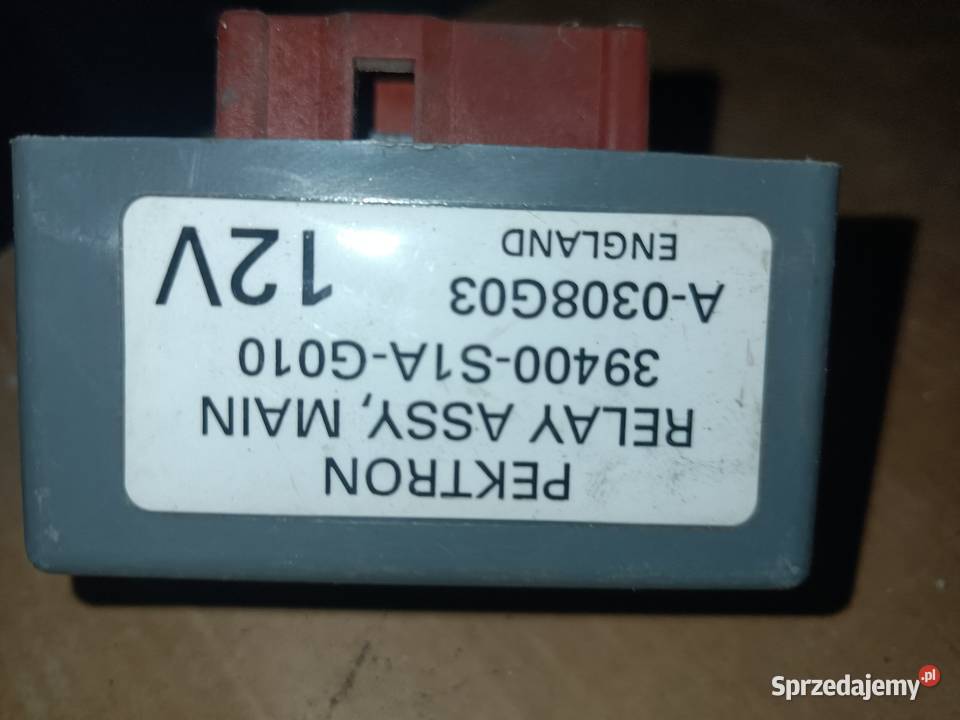 PEKTRON
RELAY ASSY, MAIN
39400-S1A-G010
A-0308G03 12V
ENGLAND
Sprzedajemy.pl